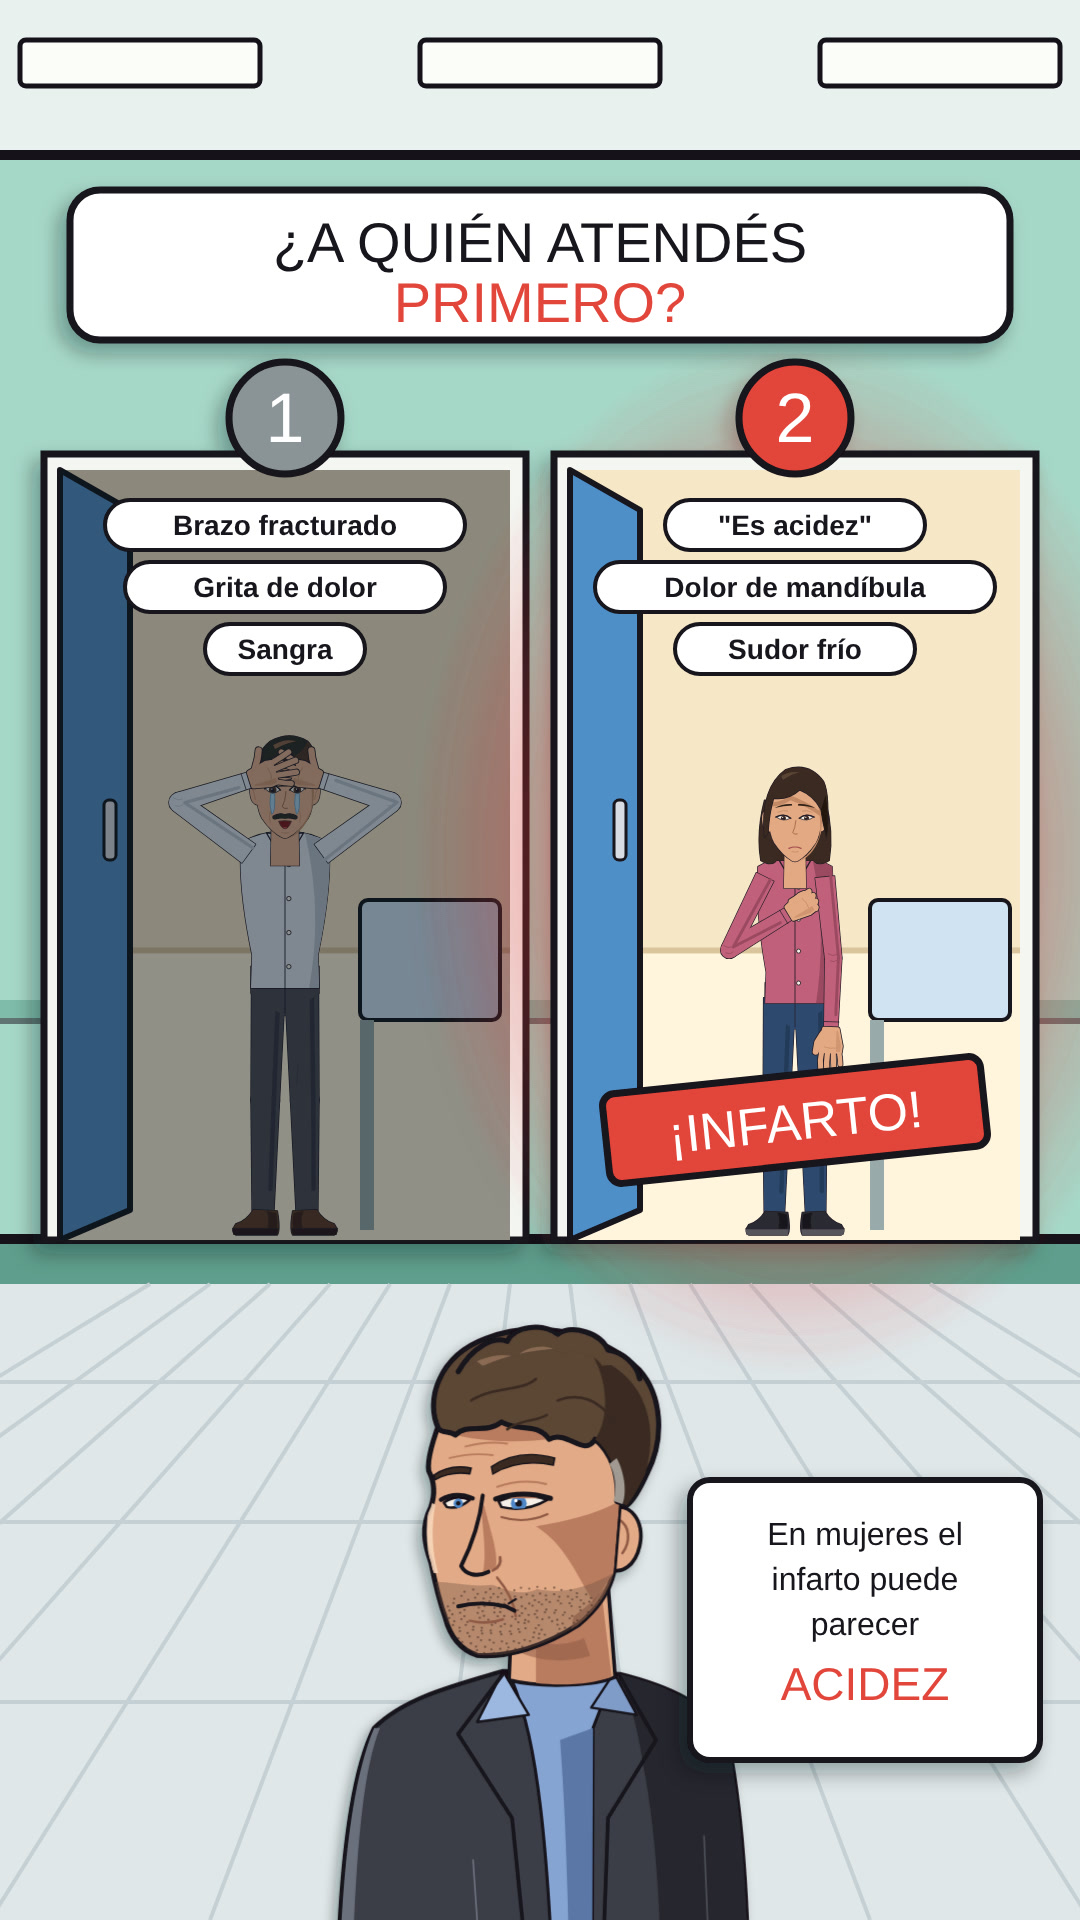 ¿A QUIÉN ATENDÉS
PRIMERO?
1
2
Brazo fracturado
Grita de dolor
Sangra
"Es acidez"
Dolor de mandíbula
Sudor frío
¡INFARTO!
En mujeres el
infarto puede
parecer
ACIDEZ